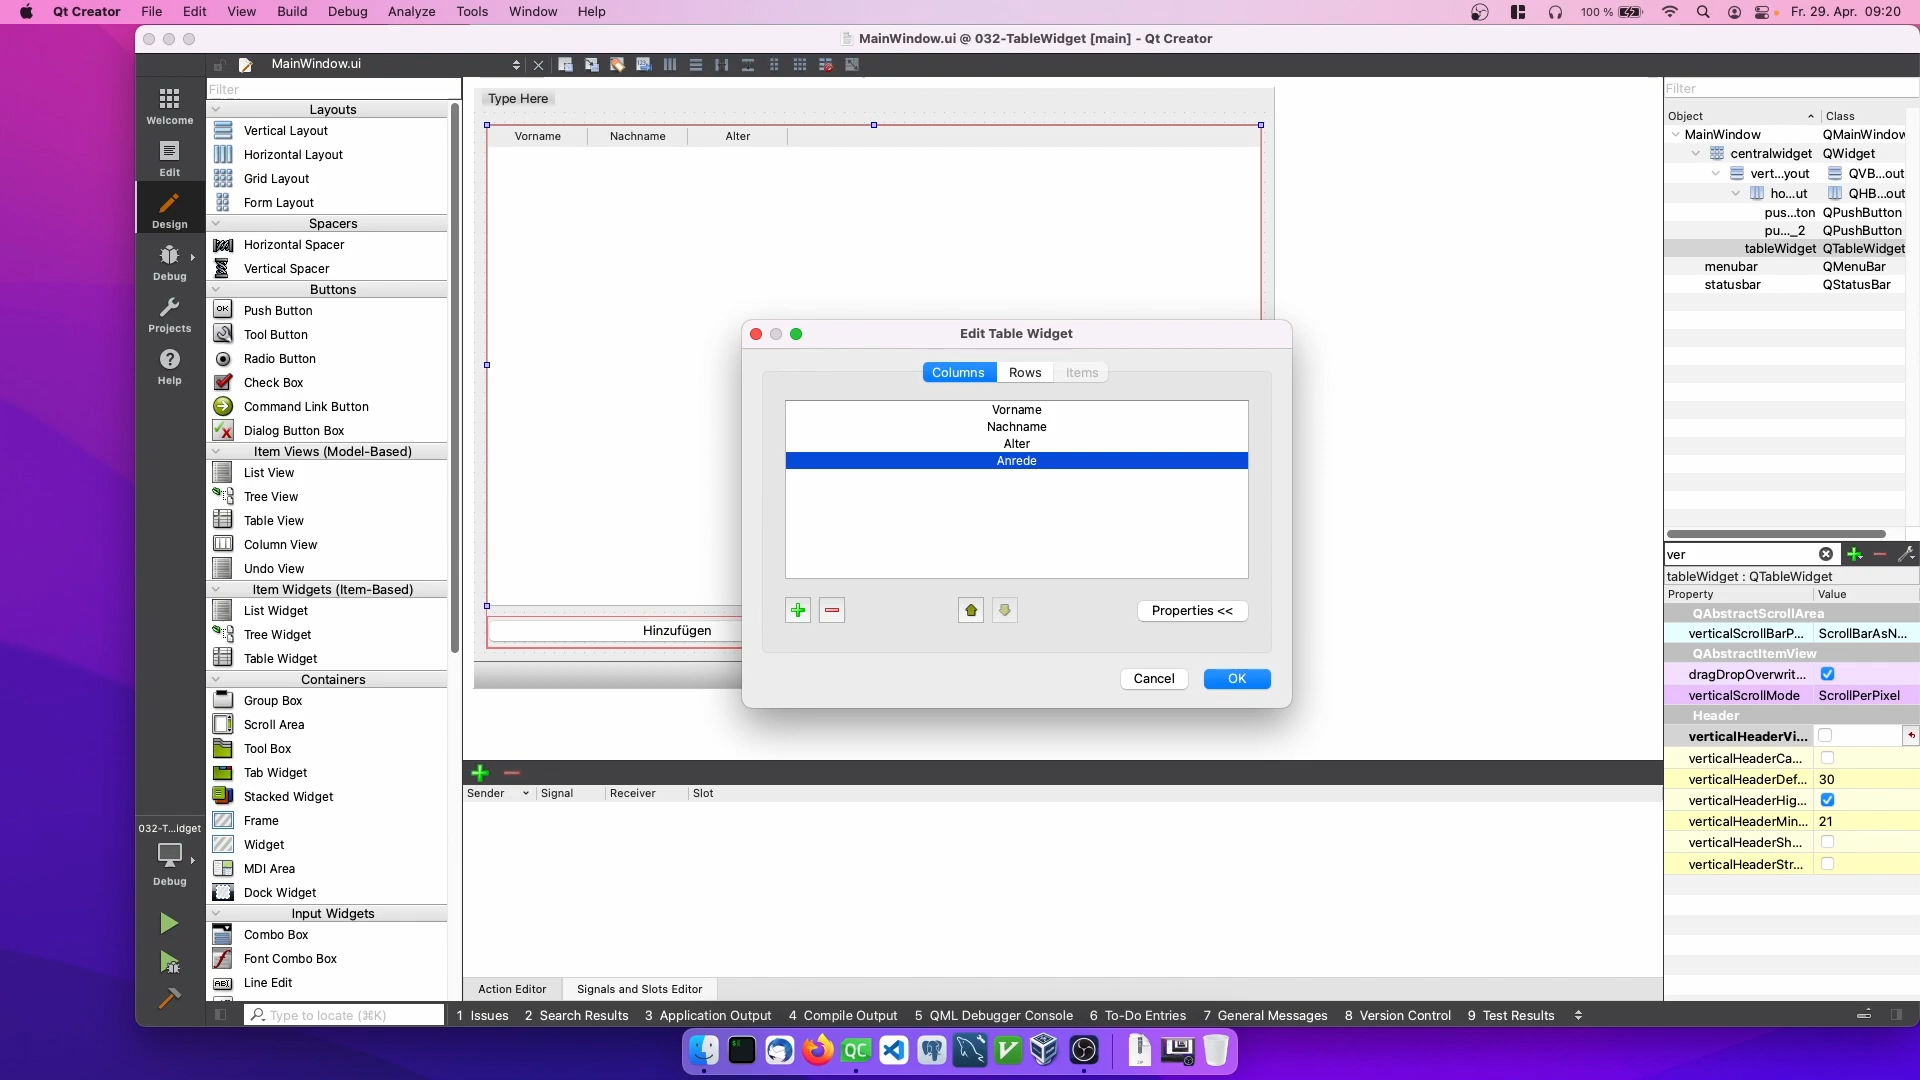 Qt Creator File Edit View Build Debug Analyze Tools Window Help 100 % Fr. 29. Apr. 09:20
MainWindow.ui @ 032-TableWidget [main] - Qt Creator
MainWindow.ui
Welcome
Edit
Design
Debug
Projects
Help
032-T...idget
Debug
Filter
Layouts
Vertical Layout
Horizontal Layout
Grid Layout
Form Layout
Spacers
Horizontal Spacer
Vertical Spacer
Buttons
Push Button
Tool Button
Radio Button
Check Box
Command Link Button
Dialog Button Box
Item Views (Model-Based)
List View
Tree View
Table View
Column View
Undo View
Item Widgets (Item-Based)
List Widget
Tree Widget
Table Widget
Containers
Group Box
Scroll Area
Tool Box
Tab Widget
Stacked Widget
Frame
Widget
MDI Area
Dock Widget
Input Widgets
Combo Box
Font Combo Box
Line Edit
Type Here
Vorname Nachname Alter
Hinzufügen
Edit Table Widget
Columns Rows Items
Vorname
Nachname
Alter
Anrede
Properties <<
Cancel OK
Sender Signal Receiver Slot
Action Editor Signals and Slots Editor
Filter
Object Class
MainWindow QMainWindow
centralwidget QWidget
vert...yout QVB...out
ho...ut QHB...out
pus...ton QPushButton
pu..._2 QPushButton
tableWidget QTableWidget
menubar QMenuBar
statusbar QStatusBar
ver
tableWidget : QTableWidget
Property Value
QAbstractScrollArea
verticalScrollBarP... ScrollBarAsN...
QAbstractItemView
dragDropOverwrit...
verticalScrollMode ScrollPerPixel
Header
verticalHeaderVi...
verticalHeaderCa...
verticalHeaderDef... 30
verticalHeaderHig...
verticalHeaderMin... 21
verticalHeaderSh...
verticalHeaderStr...
Type to locate (⌘K) 1 Issues 2 Search Results 3 Application Output 4 Compile Output 5 QML Debugger Console 6 To-Do Entries 7 General Messages 8 Version Control 9 Test Results
QC